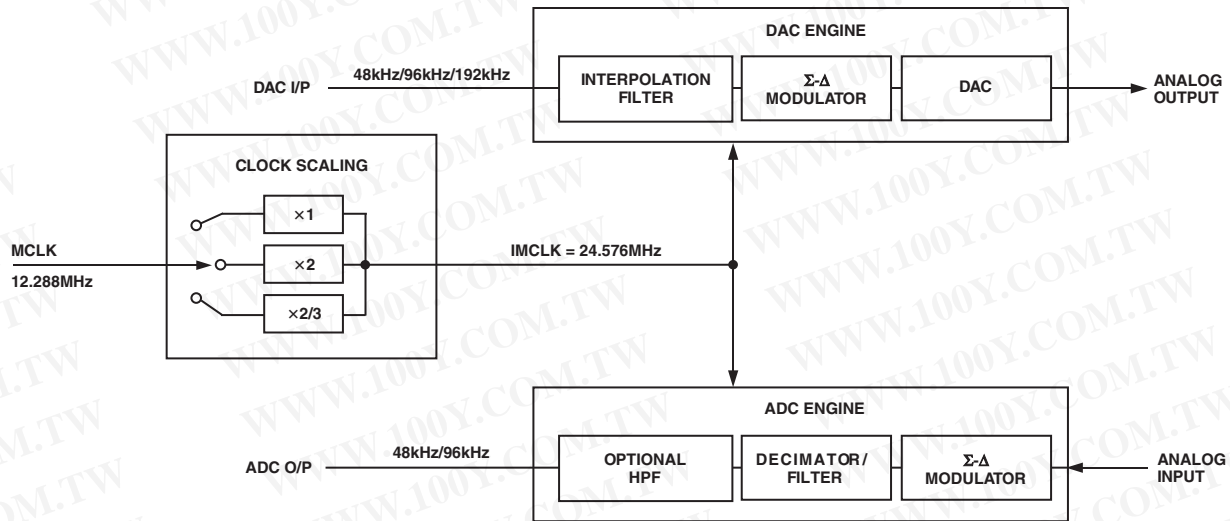 DAC ENGINE
DAC I/P
48kHz/96kHz/192kHz
INTERPOLATION
FILTER
Σ-Δ
MODULATOR
DAC
ANALOG
OUTPUT
CLOCK SCALING
×1
MCLK
12.288MHz
×2
IMCLK = 24.576MHz
×2/3
ADC ENGINE
ADC O/P
48kHz/96kHz
OPTIONAL
HPF
DECIMATOR/
FILTER
Σ-Δ
MODULATOR
ANALOG
INPUT
WWW.100Y.COM.TW